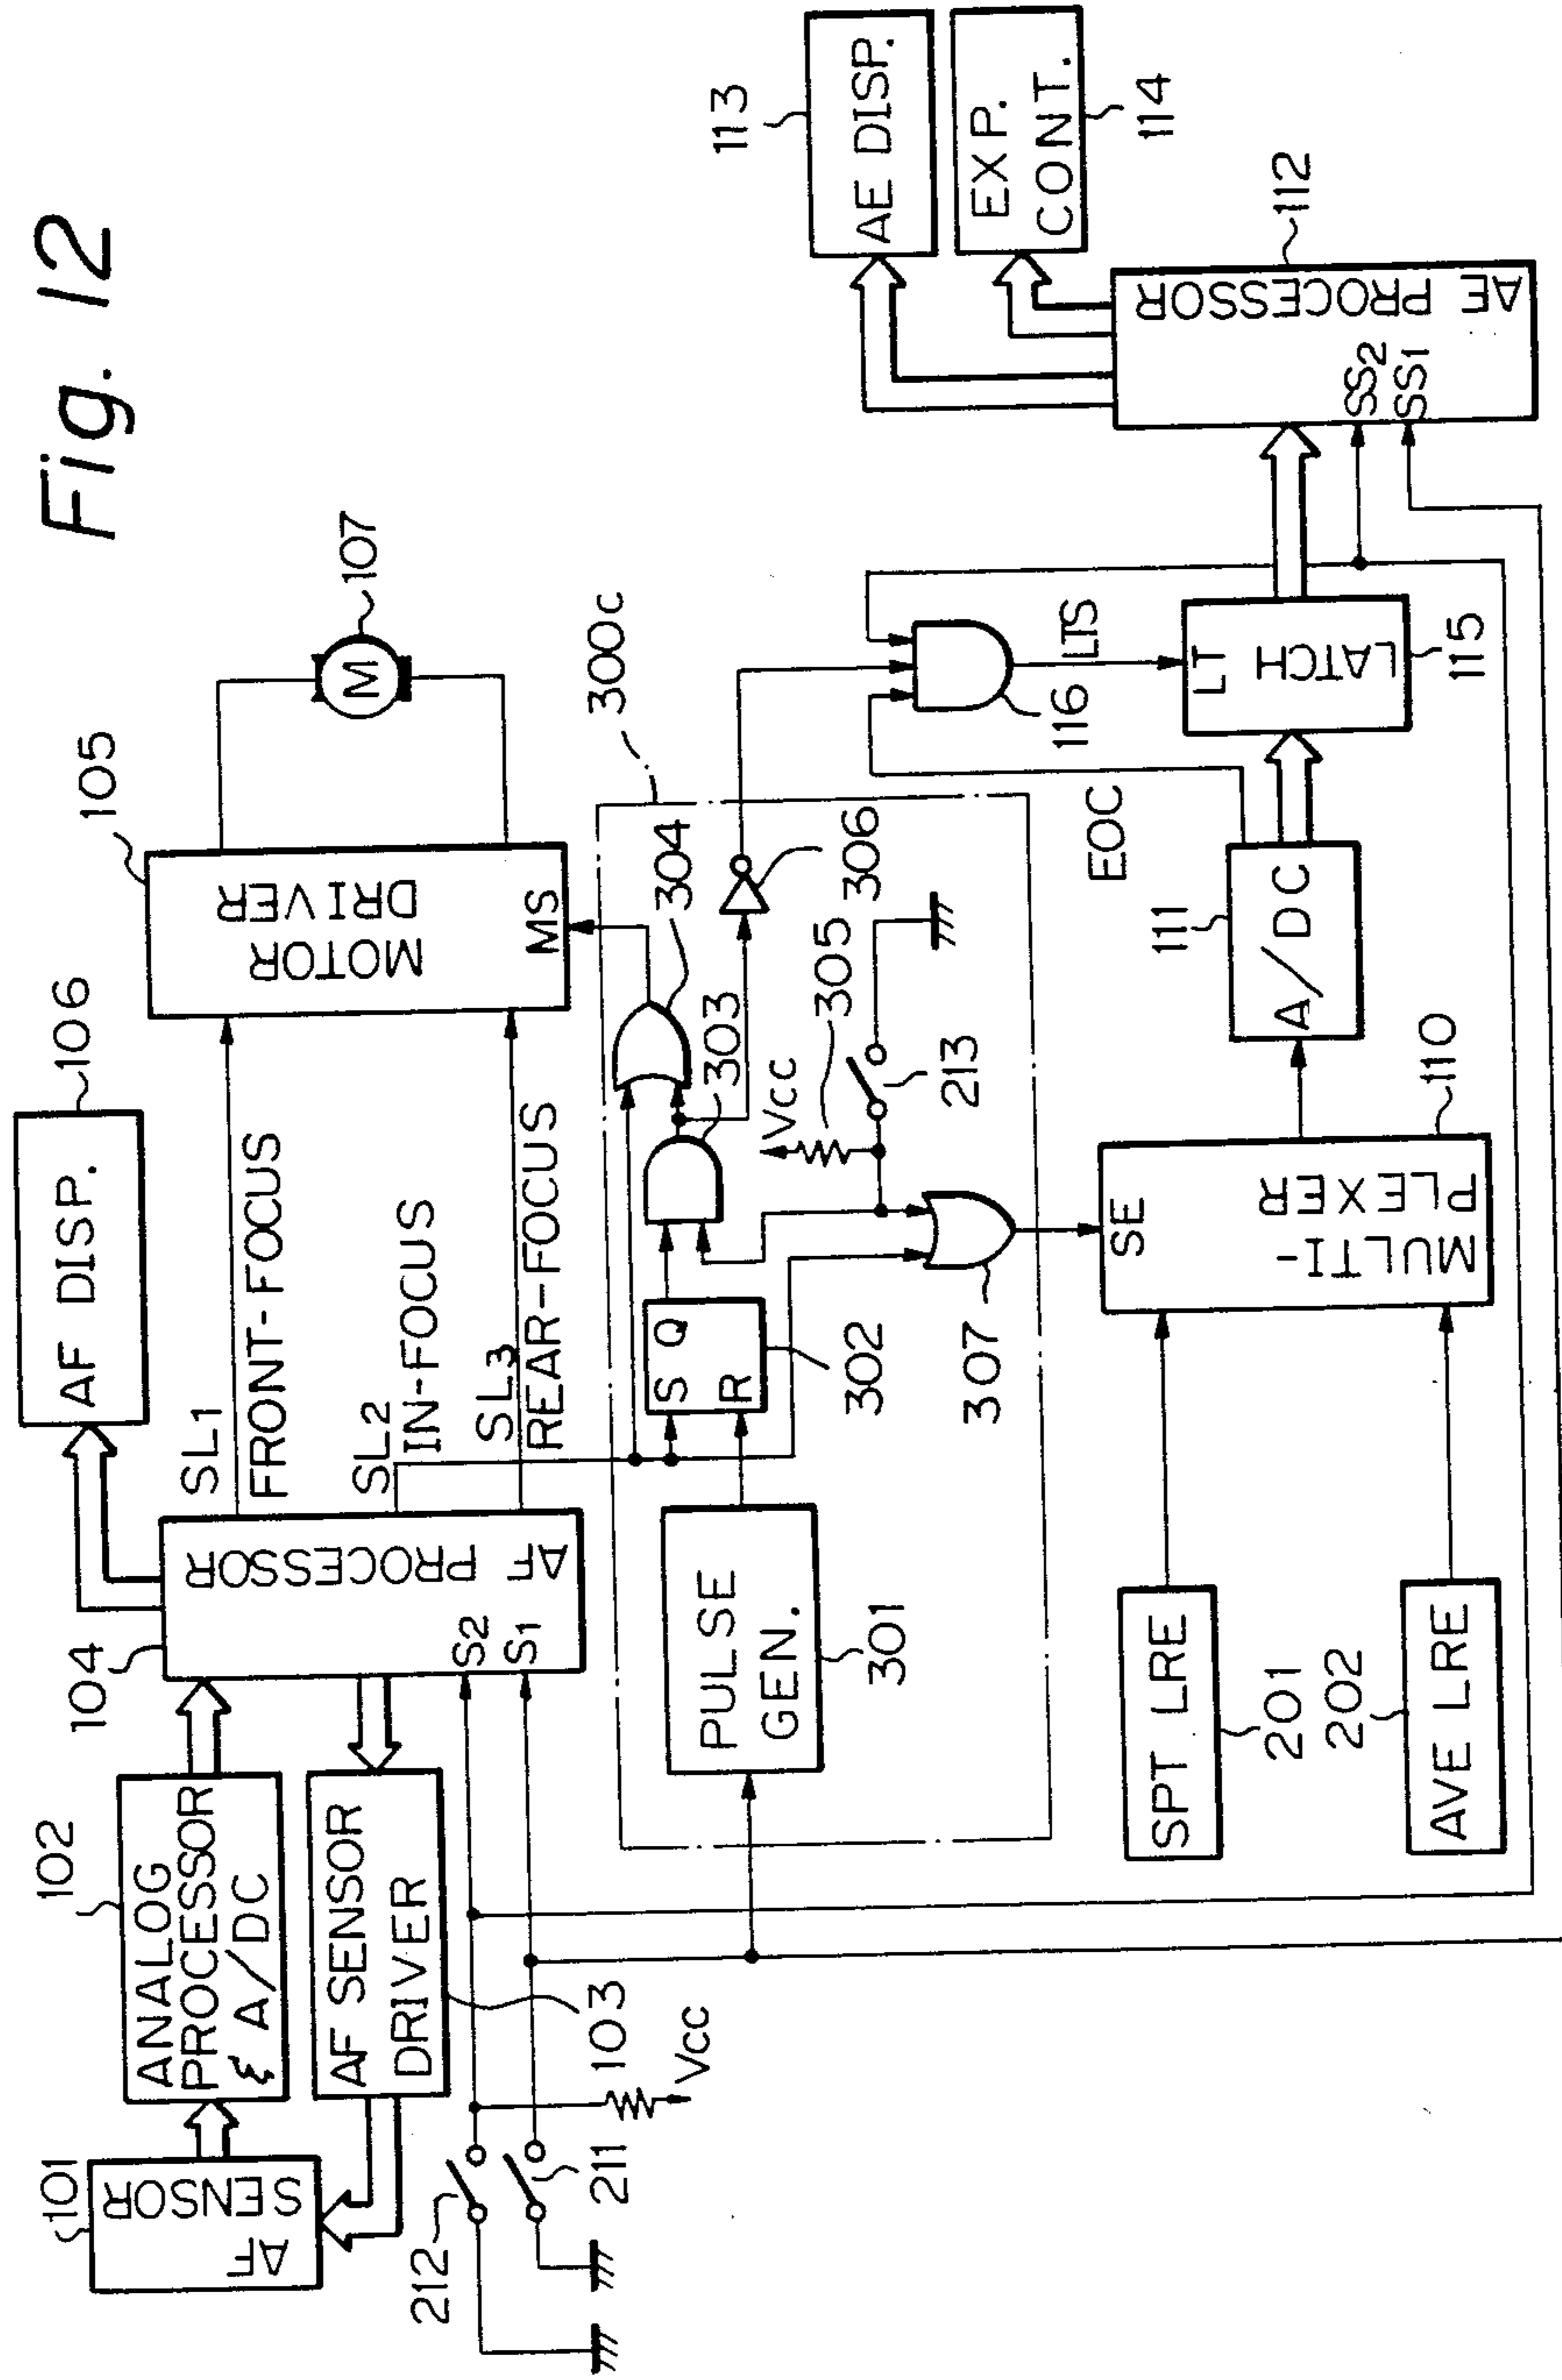 Fig. 12
101
AF
SENSOR
102
ANALOG
PROCESSOR
& A/DC
AF SENSOR
DRIVER
103
Vcc
212
211
104
AF PROCESSOR
S2
S1
106
AF DISP.
SL1
FRONT-FOCUS
SL2
IN-FOCUS
SL3
REAR-FOCUS
105
MOTOR
DRIVER
MS
M
107
300c
PULSE
GEN.
301
S Q
R
302
303
304
Vcc
305
306
213
307
SPT LRE
201
AVE LRE
202
SE
MULTI-
PLEXER
110
A/DC
111
EOC
116
LTS
LT
LATCH
115
AE PROCESSOR
SS2
SS1
112
AE DISP.
113
EXP.
CONT.
114